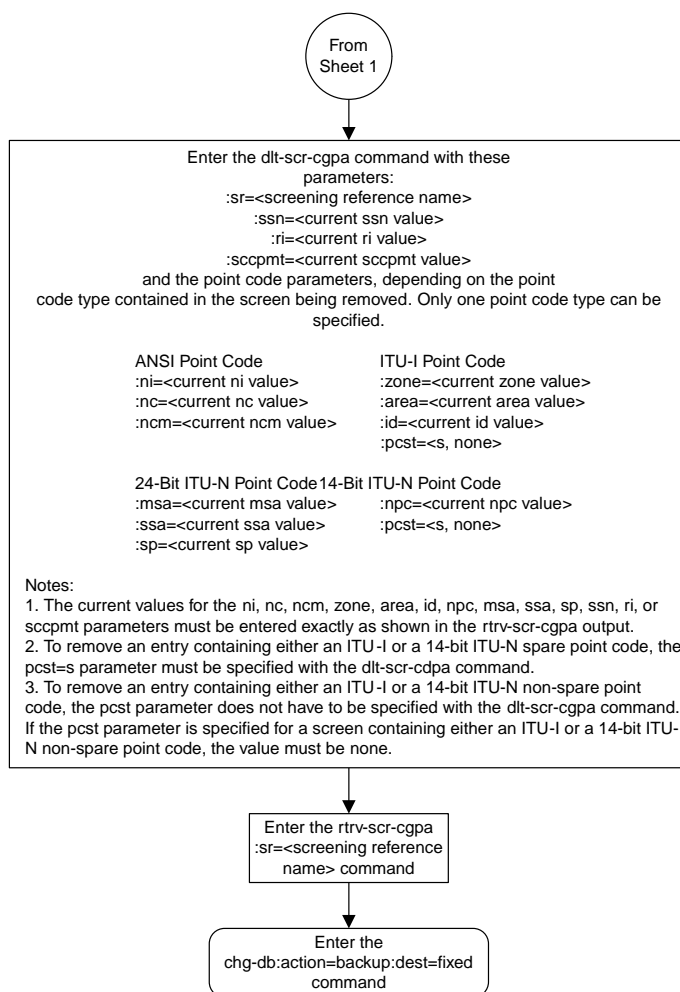 From
Sheet 1
Enter the dlt-scr-cgpa command with these
parameters:
:sr=<screening reference name>
:ssn=<current ssn value>
:ri=<current ri value>
:sccpmt=<current sccpmt value>
and the point code parameters, depending on the point
code type contained in the screen being removed. Only one point code type can be
specified.
ANSI Point Code
:ni=<current ni value>
:nc=<current nc value>
:ncm=<current ncm value>
ITU-I Point Code
:zone=<current zone value>
:area=<current area value>
:id=<current id value>
:pcst=<s, none>
24-Bit ITU-N Point Code
:msa=<current msa value>
:ssa=<current ssa value>
:sp=<current sp value>
14-Bit ITU-N Point Code
:npc=<current npc value>
:pcst=<s, none>
Notes:
1. The current values for the ni, nc, ncm, zone, area, id, npc, msa, ssa, sp, ssn, ri, or
sccpmt parameters must be entered exactly as shown in the rtrv-scr-cgpa output.
2. To remove an entry containing either an ITU-I or a 14-bit ITU-N spare point code, the
pcst=s parameter must be specified with the dlt-scr-cdpa command.
3. To remove an entry containing either an ITU-I or a 14-bit ITU-N non-spare point
code, the pcst parameter does not have to be specified with the dlt-scr-cgpa command.
If the pcst parameter is specified for a screen containing either an ITU-I or a 14-bit ITU-
N non-spare point code, the value must be none.
Enter the rtrv-scr-cgpa
:sr=<screening reference
name> command
Enter the
chg-db:action=backup:dest=fixed
command